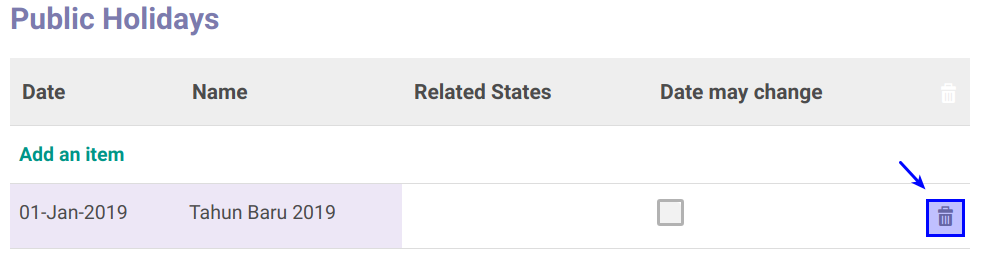 Public Holidays
Date Name Related States Date may change
Add an item
01-Jan-2019 Tahun Baru 2019